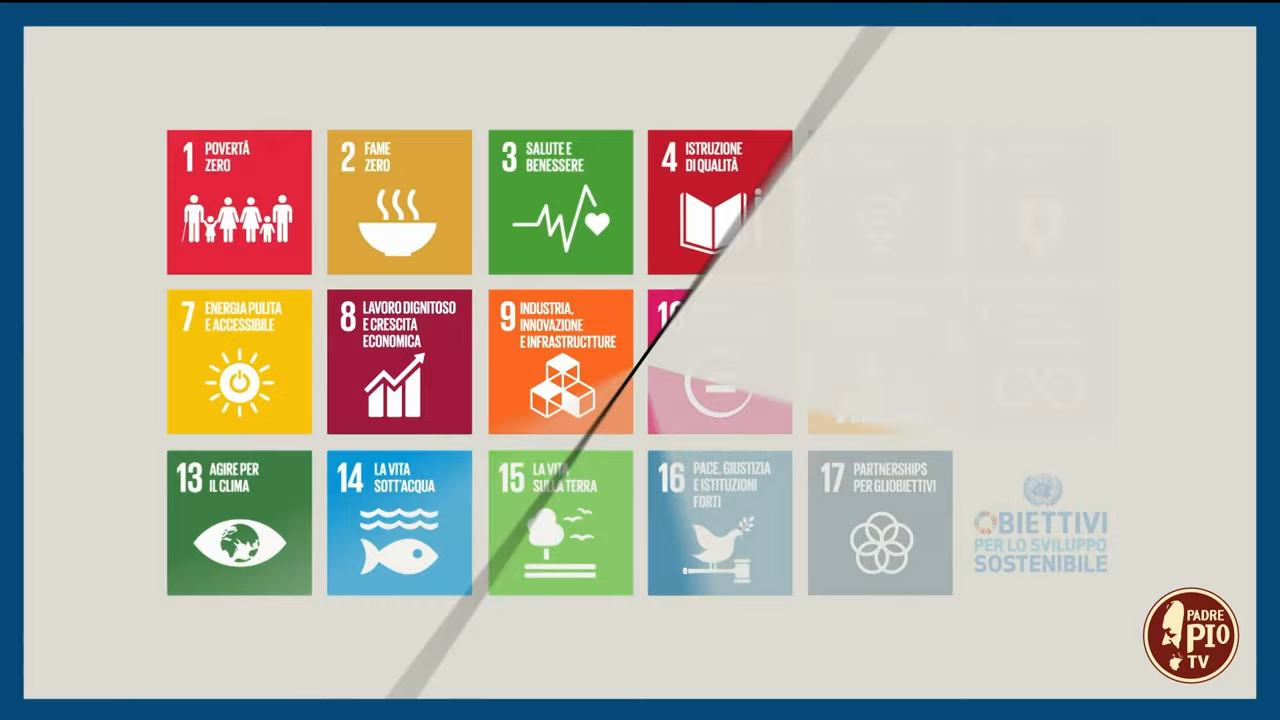 1 POVERTÀ
ZERO
2 FAME
ZERO
3 SALUTE E
BENESSERE
4 ISTRUZIONE
DI QUALITÀ
7 ENERGIA PULITA
E ACCESSIBILE
8 LAVORO DIGNITOSO
E CRESCITA
ECONOMICA
9 INDUSTRIA,
INNOVAZIONE
E INFRASTRUCTTURE
10
13 AGIRE PER
IL CLIMA
14 LA VITA
SOTT'ACQUA
15 LA VITA
SULLA TERRA
16 PACE, GIUSTIZIA
E ISTITUZIONI
FORTI
17 PARTNERSHIPS
PER GLIOBIETTIVI
OBIETTIVI
PER LO SVILUPPO
SOSTENIBILE
PADRE
PIO
TV